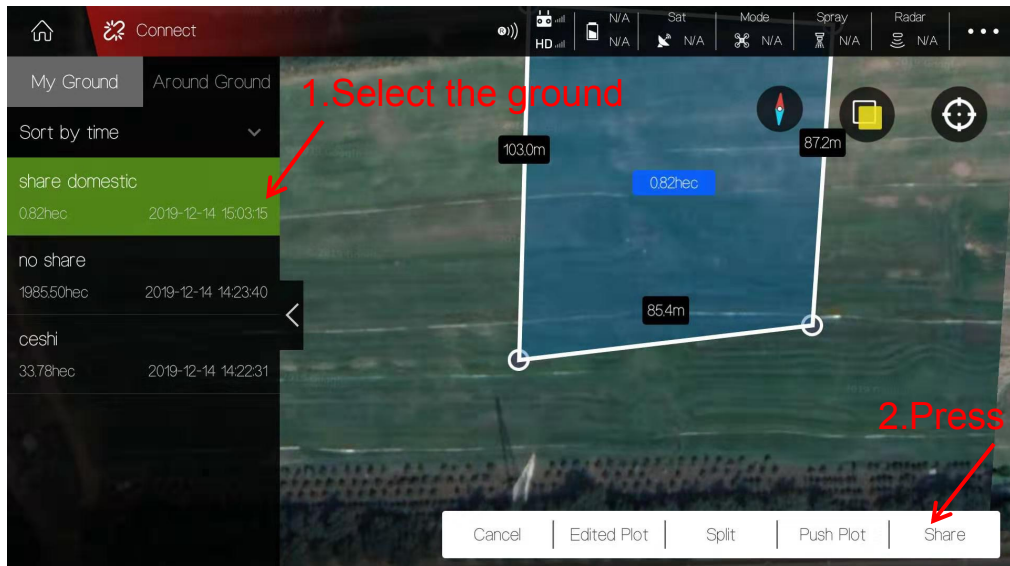 Connect
HD
N/A
N/A
Sat
N/A
Mode
N/A
Spray
N/A
Radar
N/A
My Ground
Around Ground
1.Select the ground
Sort by time
103.0m
87.2m
share domestic
0.82hec
0.82hec 2019-12-14 15:03:15
no share
1985.50hec 2019-12-14 14:23:40
85.4m
ceshi
33.78hec 2019-12-14 14:22:31
2.Press
Cancel
Edited Plot
Split
Push Plot
Share